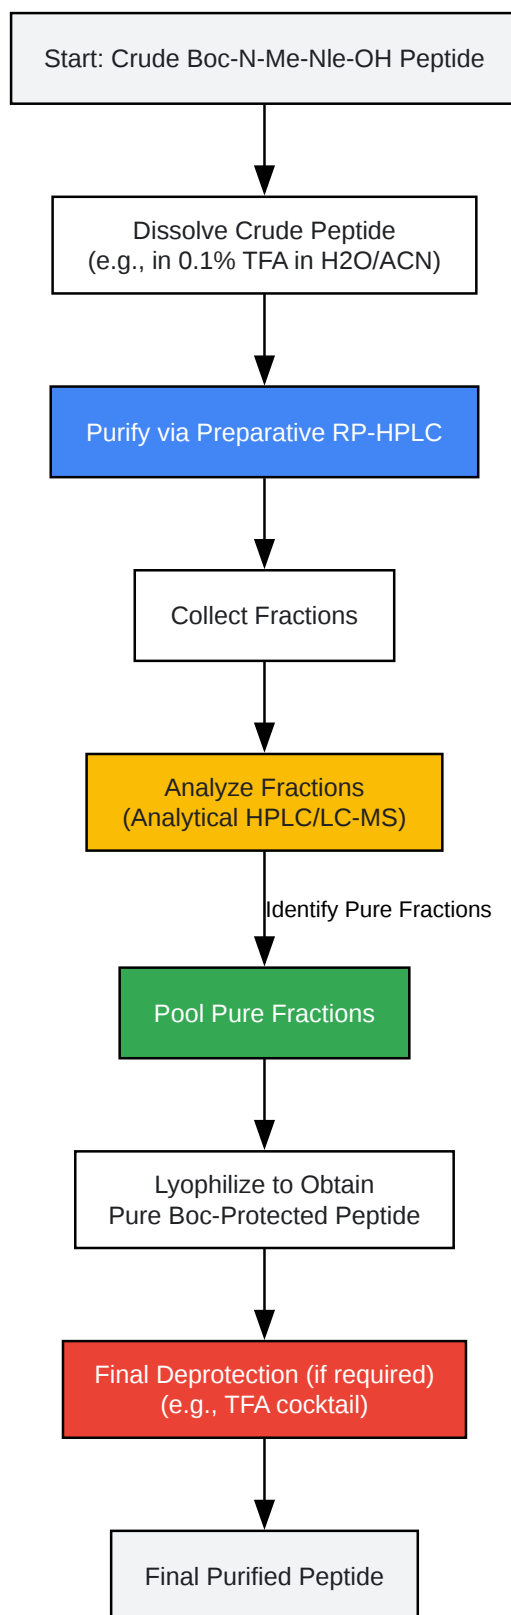 Start: Crude Boc-N-Me-Nle-OH Peptide
Dissolve Crude Peptide
(e.g., in 0.1% TFA in H2O/ACN)
Purify via Preparative RP-HPLC
Collect Fractions
Analyze Fractions
(Analytical HPLC/LC-MS)
Identify Pure Fractions
Pool Pure Fractions
Lyophilize to Obtain
Pure Boc-Protected Peptide
Final Deprotection (if required)
(e.g., TFA cocktail)
Final Purified Peptide